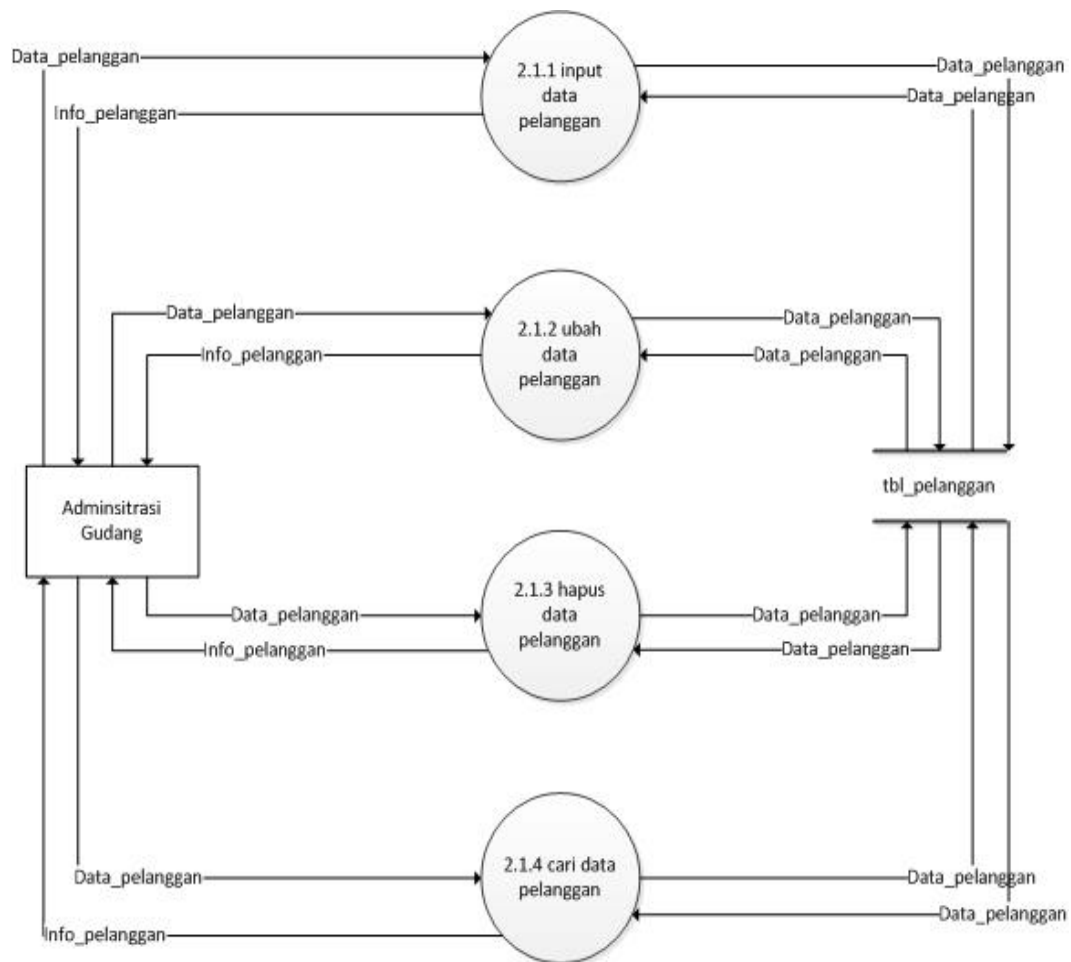 Data_pelanggan
2.1.1 input
data
pelanggan
Data_pelanggan
Data_pelanggan
Info_pelanggan
Data_pelanggan
2.1.2 ubah
data
pelanggan
Data_pelanggan
Info_pelanggan
Data_pelanggan
Adminsitrasi
Gudang
tbl_pelanggan
Data_pelanggan
2.1.3 hapus
data
pelanggan
Data_pelanggan
Info_pelanggan
Data_pelanggan
Data_pelanggan
2.1.4 cari data
pelanggan
Data_pelanggan
Data_pelanggan
Info_pelanggan